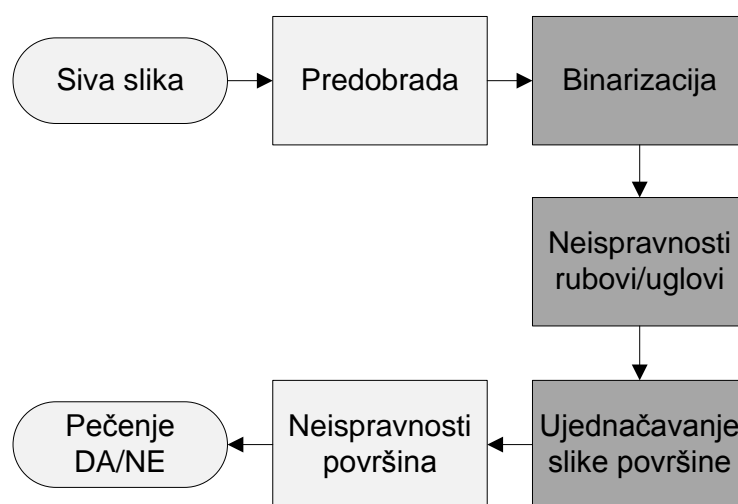 Siva slika
Predobrada
Binarizacija
Neispravnosti
rubovi/uglovi
Ujednačavanje
slike površine
Neispravnosti
površina
Pečenje
DA/NE